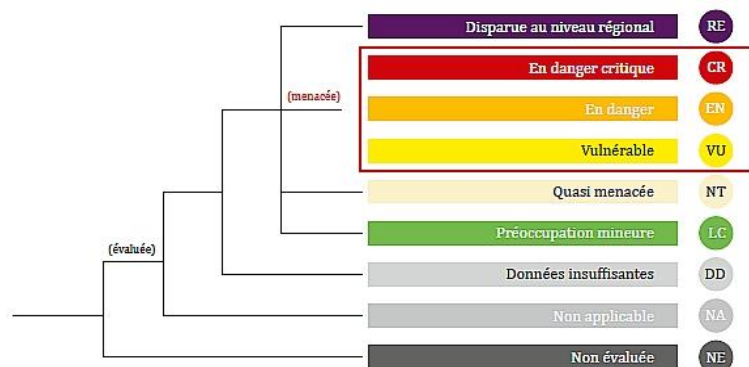 Disparue au niveau régional RE
En danger critique CR
(menacée)
En danger EN
Vulnérable VU
Quasi menacée NT
Préoccupation mineure LC
(évaluée)
Données insuffisantes DD
Non applicable NA
Non évaluée NE